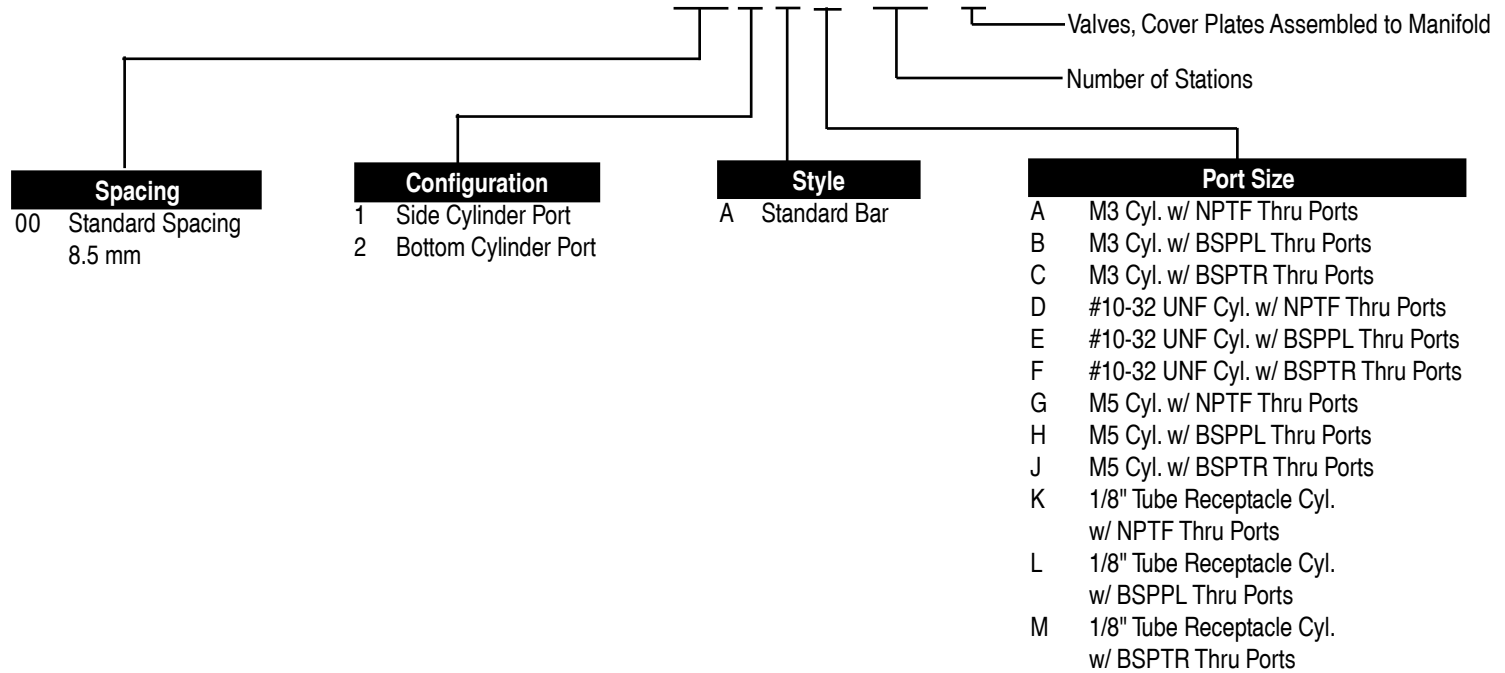 Valves, Cover Plates Assembled to Manifold
Number of Stations
Spacing
00 Standard Spacing
8.5 mm
Configuration
1 Side Cylinder Port
2 Bottom Cylinder Port
Style
A Standard Bar
Port Size
A M3 Cyl. w/ NPTF Thru Ports
B M3 Cyl. w/ BSPPL Thru Ports
C M3 Cyl. w/ BSPTR Thru Ports
D #10-32 UNF Cyl. w/ NPTF Thru Ports
E #10-32 UNF Cyl. w/ BSPPL Thru Ports
F #10-32 UNF Cyl. w/ BSPTR Thru Ports
G M5 Cyl. w/ NPTF Thru Ports
H M5 Cyl. w/ BSPPL Thru Ports
J M5 Cyl. w/ BSPTR Thru Ports
K 1/8" Tube Receptacle Cyl.
w/ NPTF Thru Ports
L 1/8" Tube Receptacle Cyl.
w/ BSPPL Thru Ports
M 1/8" Tube Receptacle Cyl.
w/ BSPTR Thru Ports